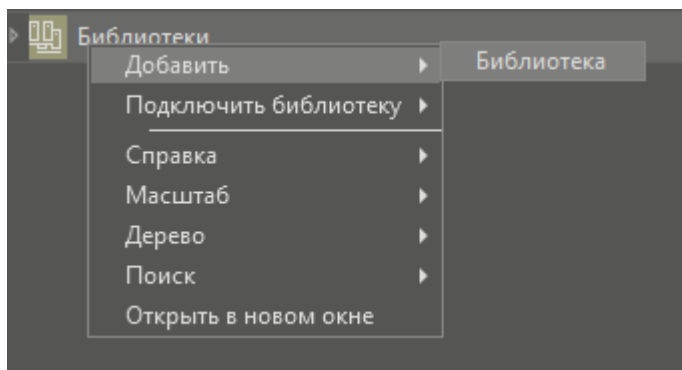 Библиотеки
Добавить
Библиотека
Подключить библиотеку
Справка
Масштаб
Дерево
Поиск
Открыть в новом окне